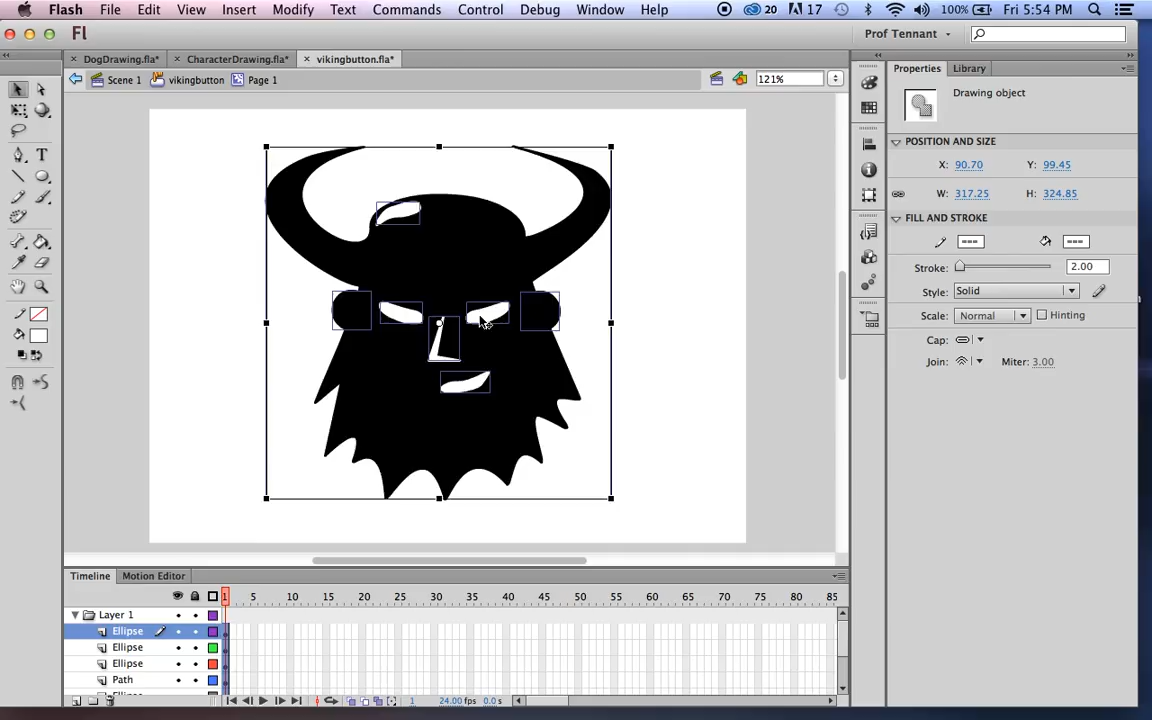 Flash File Edit View Insert Modify Text Commands Control Debug Window Help 20 17 100% Fri 5:54 PM
Fl Prof Tennant
× DogDrawing.fla* × CharacterDrawing.fla* × vikingbutton.fla*
Scene 1 vikingbutton Page 1 121%
Properties Library
Drawing object
POSITION AND SIZE
X: 90.70 Y: 99.45
W: 317.25 H: 324.85
FILL AND STROKE
Stroke: 2.00
Style: Solid
Scale: Normal Hinting
Cap:
Join: Miter: 3.00
Timeline Motion Editor
1 5 10 15 20 25 30 35 40 45 50 55 60 65 70 75 80 85
Layer 1
Ellipse
Ellipse
Ellipse
Path
1 24.00 fps 0.0 s